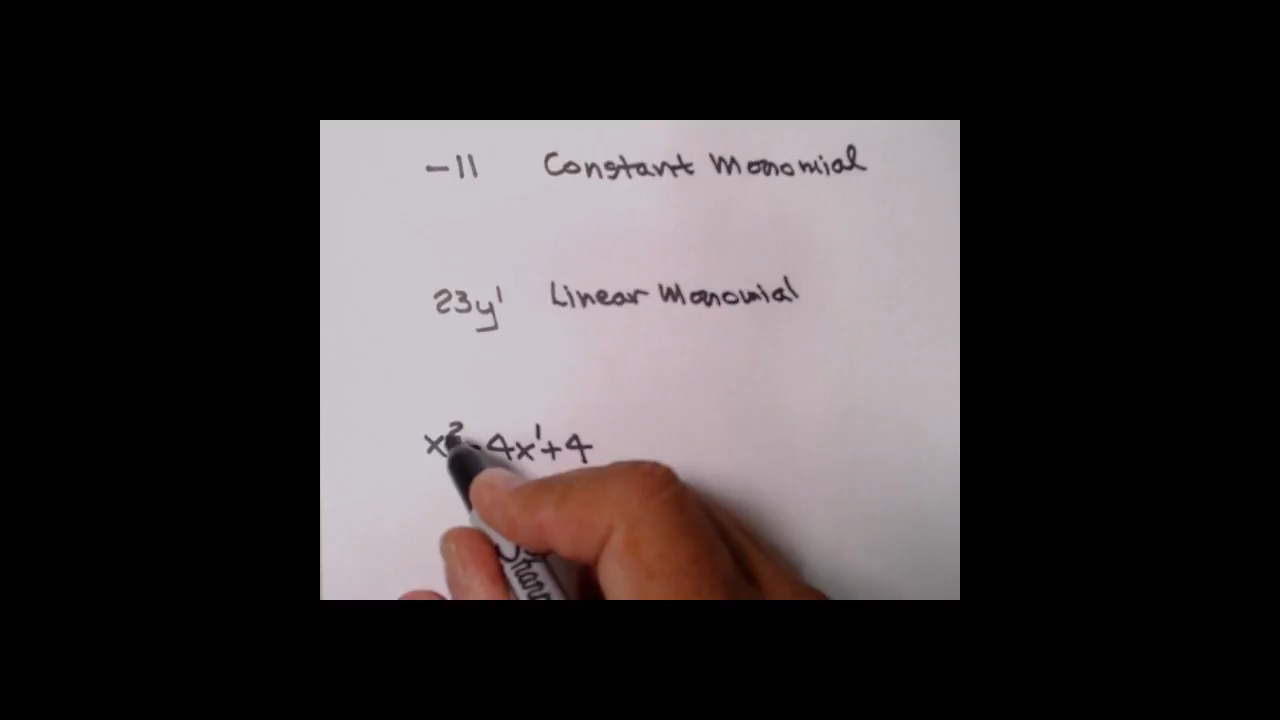 -11 Constant Monomial
23y¹ Linear Monomial
x² - 4x¹ + 4